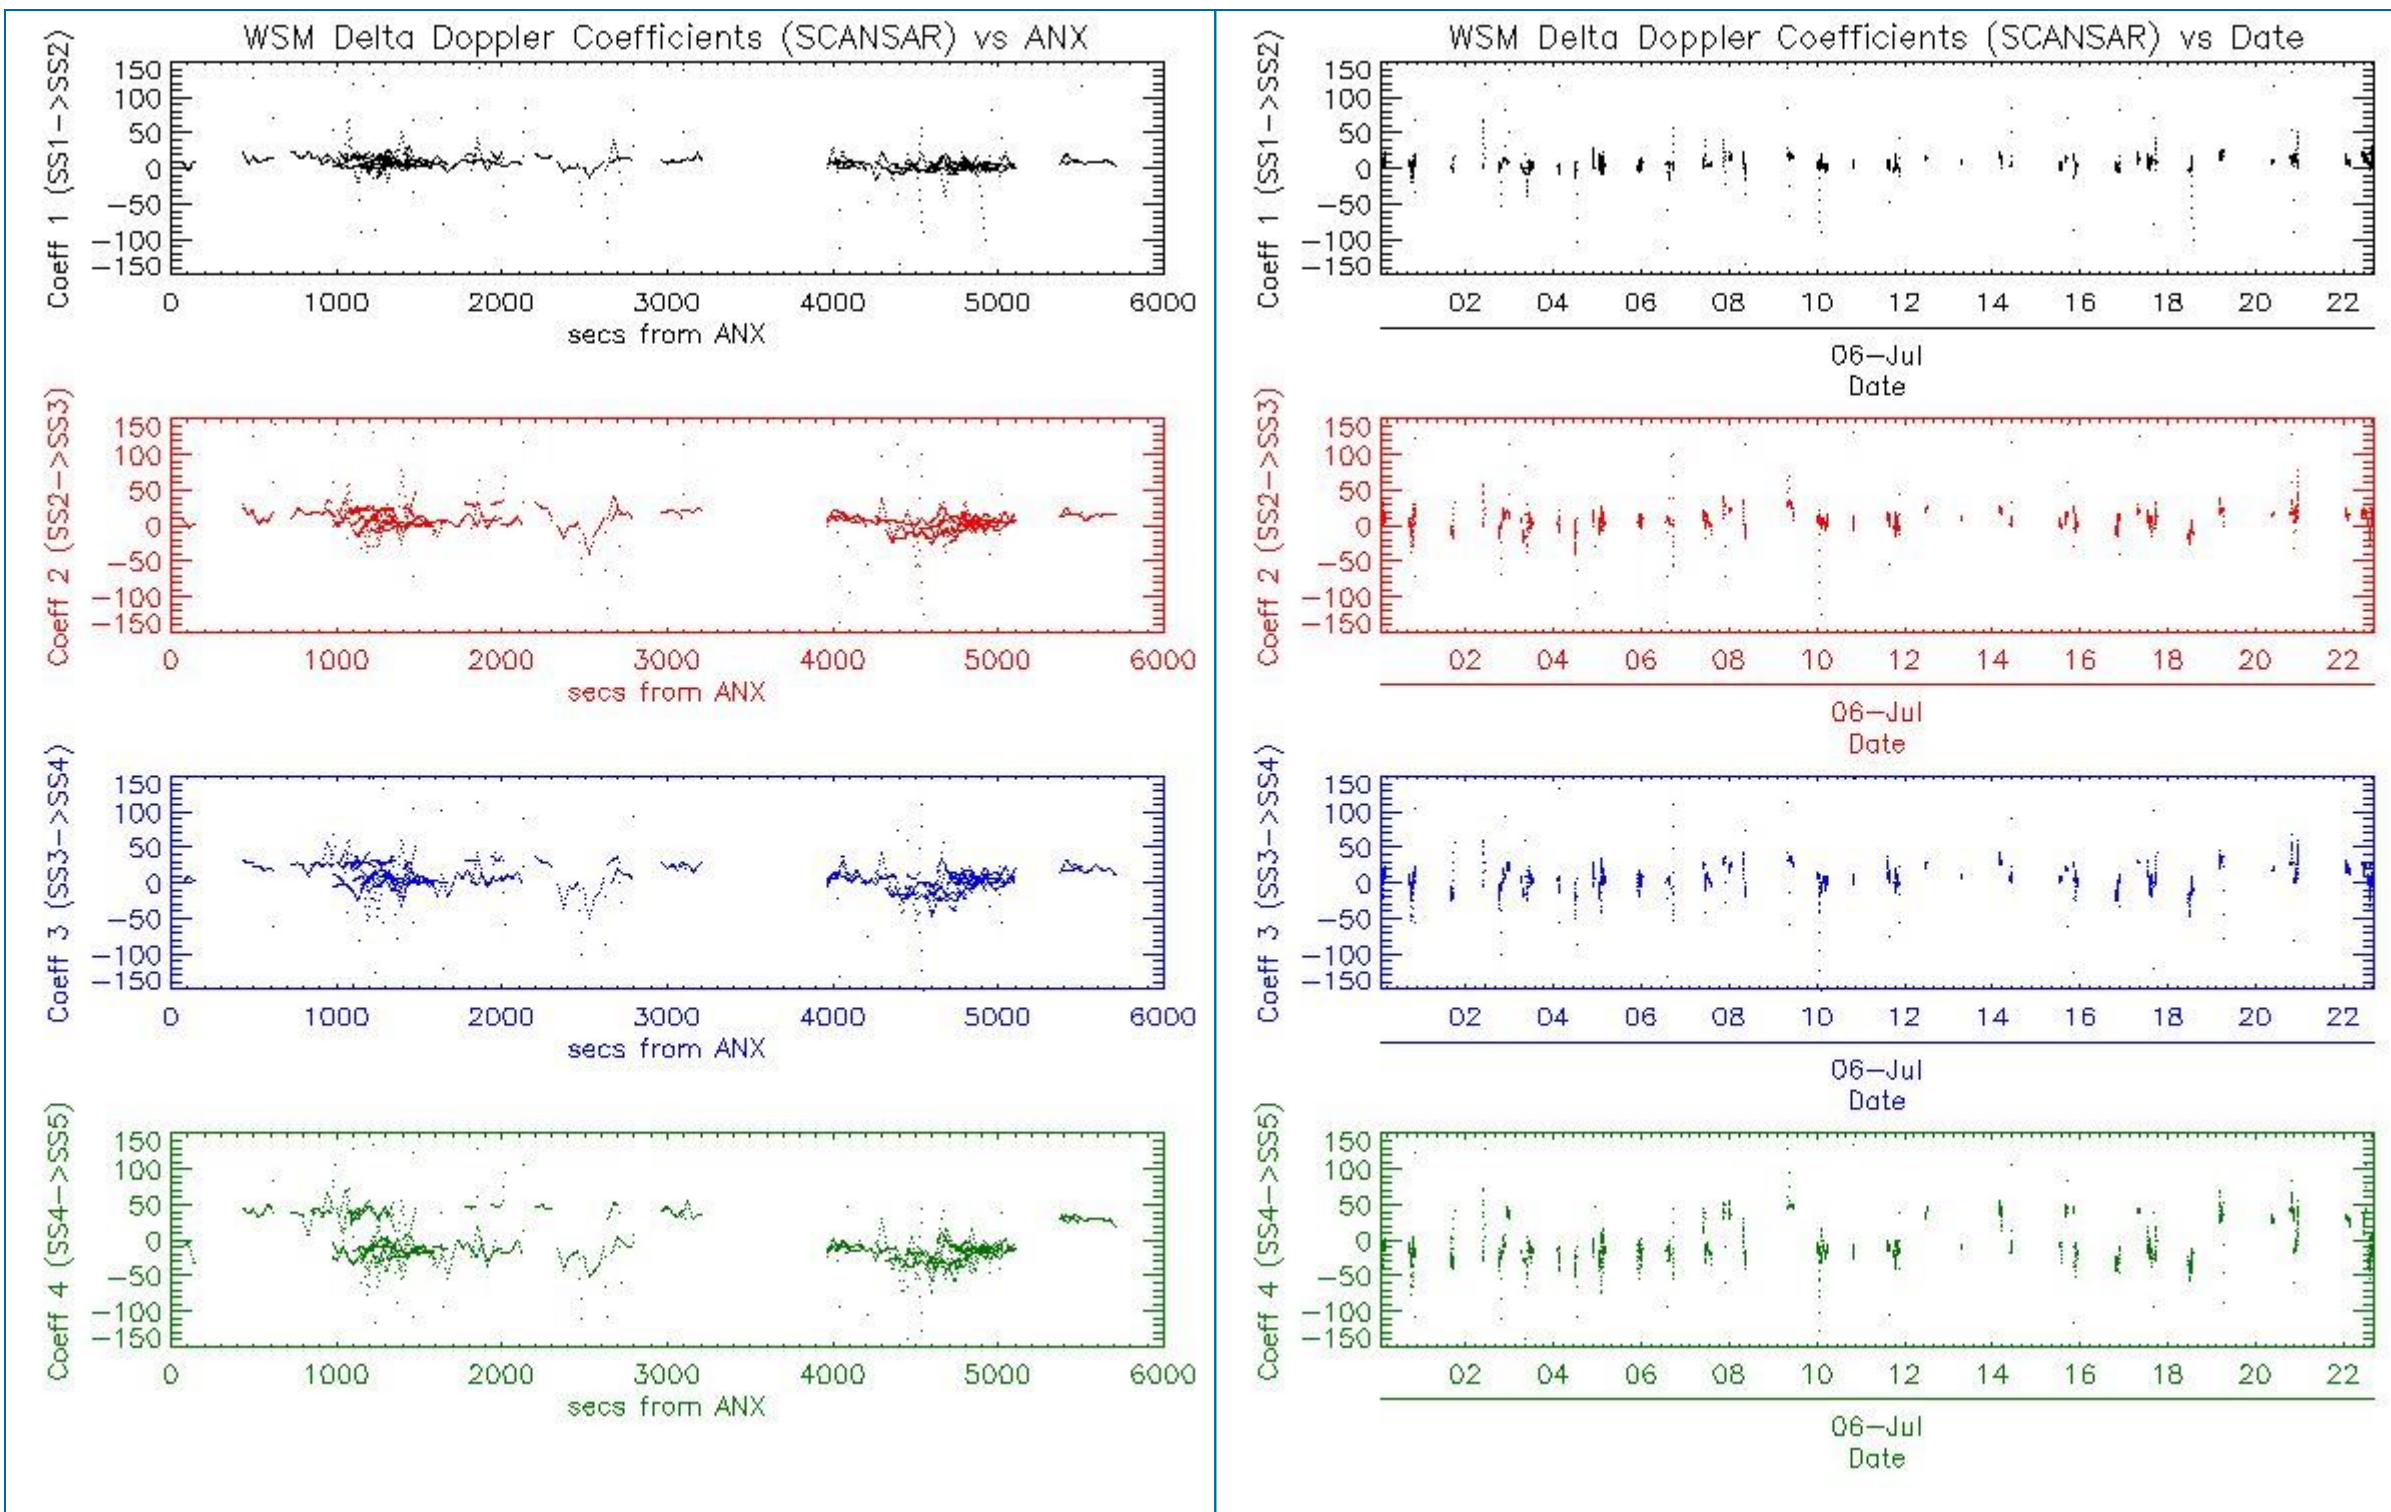 WSM Delta Doppler Coefficients (SCANSAR) vs ANX
Coeff 1 (SS1->SS2)
150
100
50
0
-50
-100
-150
0 1000 2000 3000 4000 5000 6000
secs from ANX
Coeff 2 (SS2->SS3)
150
100
50
0
-50
-100
-150
0 1000 2000 3000 4000 5000 6000
secs from ANX
Coeff 3 (SS3->SS4)
150
100
50
0
-50
-100
-150
0 1000 2000 3000 4000 5000 6000
secs from ANX
Coeff 4 (SS4->SS5)
150
100
50
0
-50
-100
-150
0 1000 2000 3000 4000 5000 6000
secs from ANX
WSM Delta Doppler Coefficients (SCANSAR) vs Date
Coeff 1 (SS1->SS2)
150
100
50
0
-50
-100
-150
02 04 06 08 10 12 14 16 18 20 22
06-Jul
Date
Coeff 2 (SS2->SS3)
150
100
50
0
-50
-100
-150
02 04 06 08 10 12 14 16 18 20 22
06-Jul
Date
Coeff 3 (SS3->SS4)
150
100
50
0
-50
-100
-150
02 04 06 08 10 12 14 16 18 20 22
06-Jul
Date
Coeff 4 (SS4->SS5)
150
100
50
0
-50
-100
-150
02 04 06 08 10 12 14 16 18 20 22
06-Jul
Date